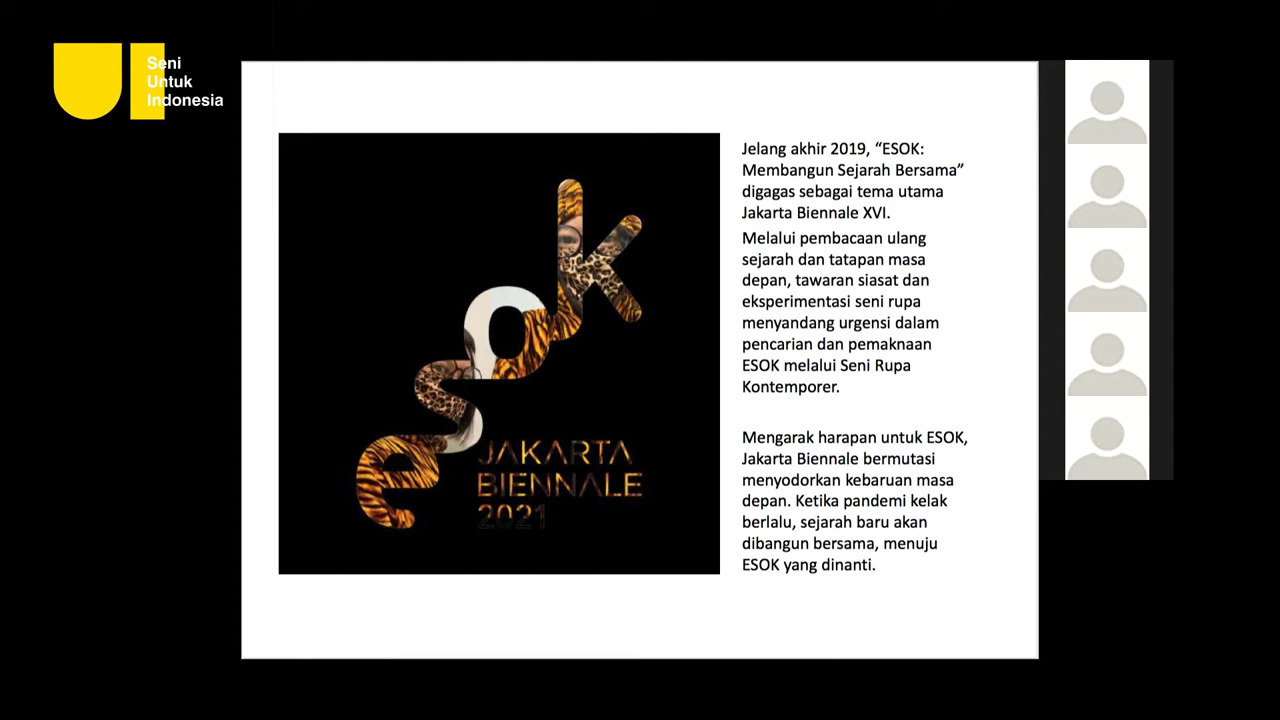 Seni
Untuk
Indonesia
esok
JAKARTA
BIENNALE
2021
Jelang akhir 2019, “ESOK:
Membangun Sejarah Bersama”
digagas sebagai tema utama
Jakarta Biennale XVI.
Melalui pembacaan ulang
sejarah dan tatapan masa
depan, tawaran siasat dan
eksperimentasi seni rupa
menyandang urgensi dalam
pencarian dan pemaknaan
ESOK melalui Seni Rupa
Kontemporer.
Mengarak harapan untuk ESOK,
Jakarta Biennale bermutasi
menyodorkan kebaruan masa
depan. Ketika pandemi kelak
berlalu, sejarah baru akan
dibangun bersama, menuju
ESOK yang dinanti.